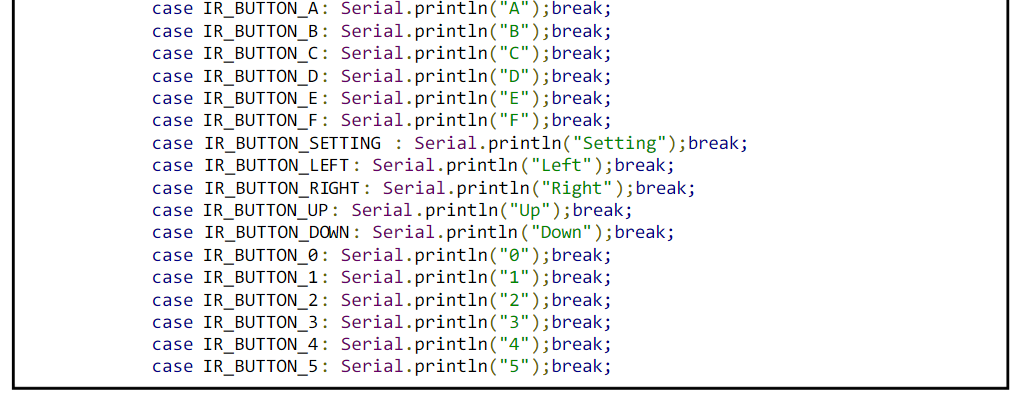 case IR_BUTTON_A: Serial.println("A");break;
case IR_BUTTON_B: Serial.println("B");break;
case IR_BUTTON_C: Serial.println("C");break;
case IR_BUTTON_D: Serial.println("D");break;
case IR_BUTTON_E: Serial.println("E");break;
case IR_BUTTON_F: Serial.println("F");break;
case IR_BUTTON_SETTING : Serial.println("Setting");break;
case IR_BUTTON_LEFT: Serial.println("Left");break;
case IR_BUTTON_RIGHT: Serial.println("Right");break;
case IR_BUTTON_UP: Serial.println("Up");break;
case IR_BUTTON_DOWN: Serial.println("Down");break;
case IR_BUTTON_0: Serial.println("0");break;
case IR_BUTTON_1: Serial.println("1");break;
case IR_BUTTON_2: Serial.println("2");break;
case IR_BUTTON_3: Serial.println("3");break;
case IR_BUTTON_4: Serial.println("4");break;
case IR_BUTTON_5: Serial.println("5");break;